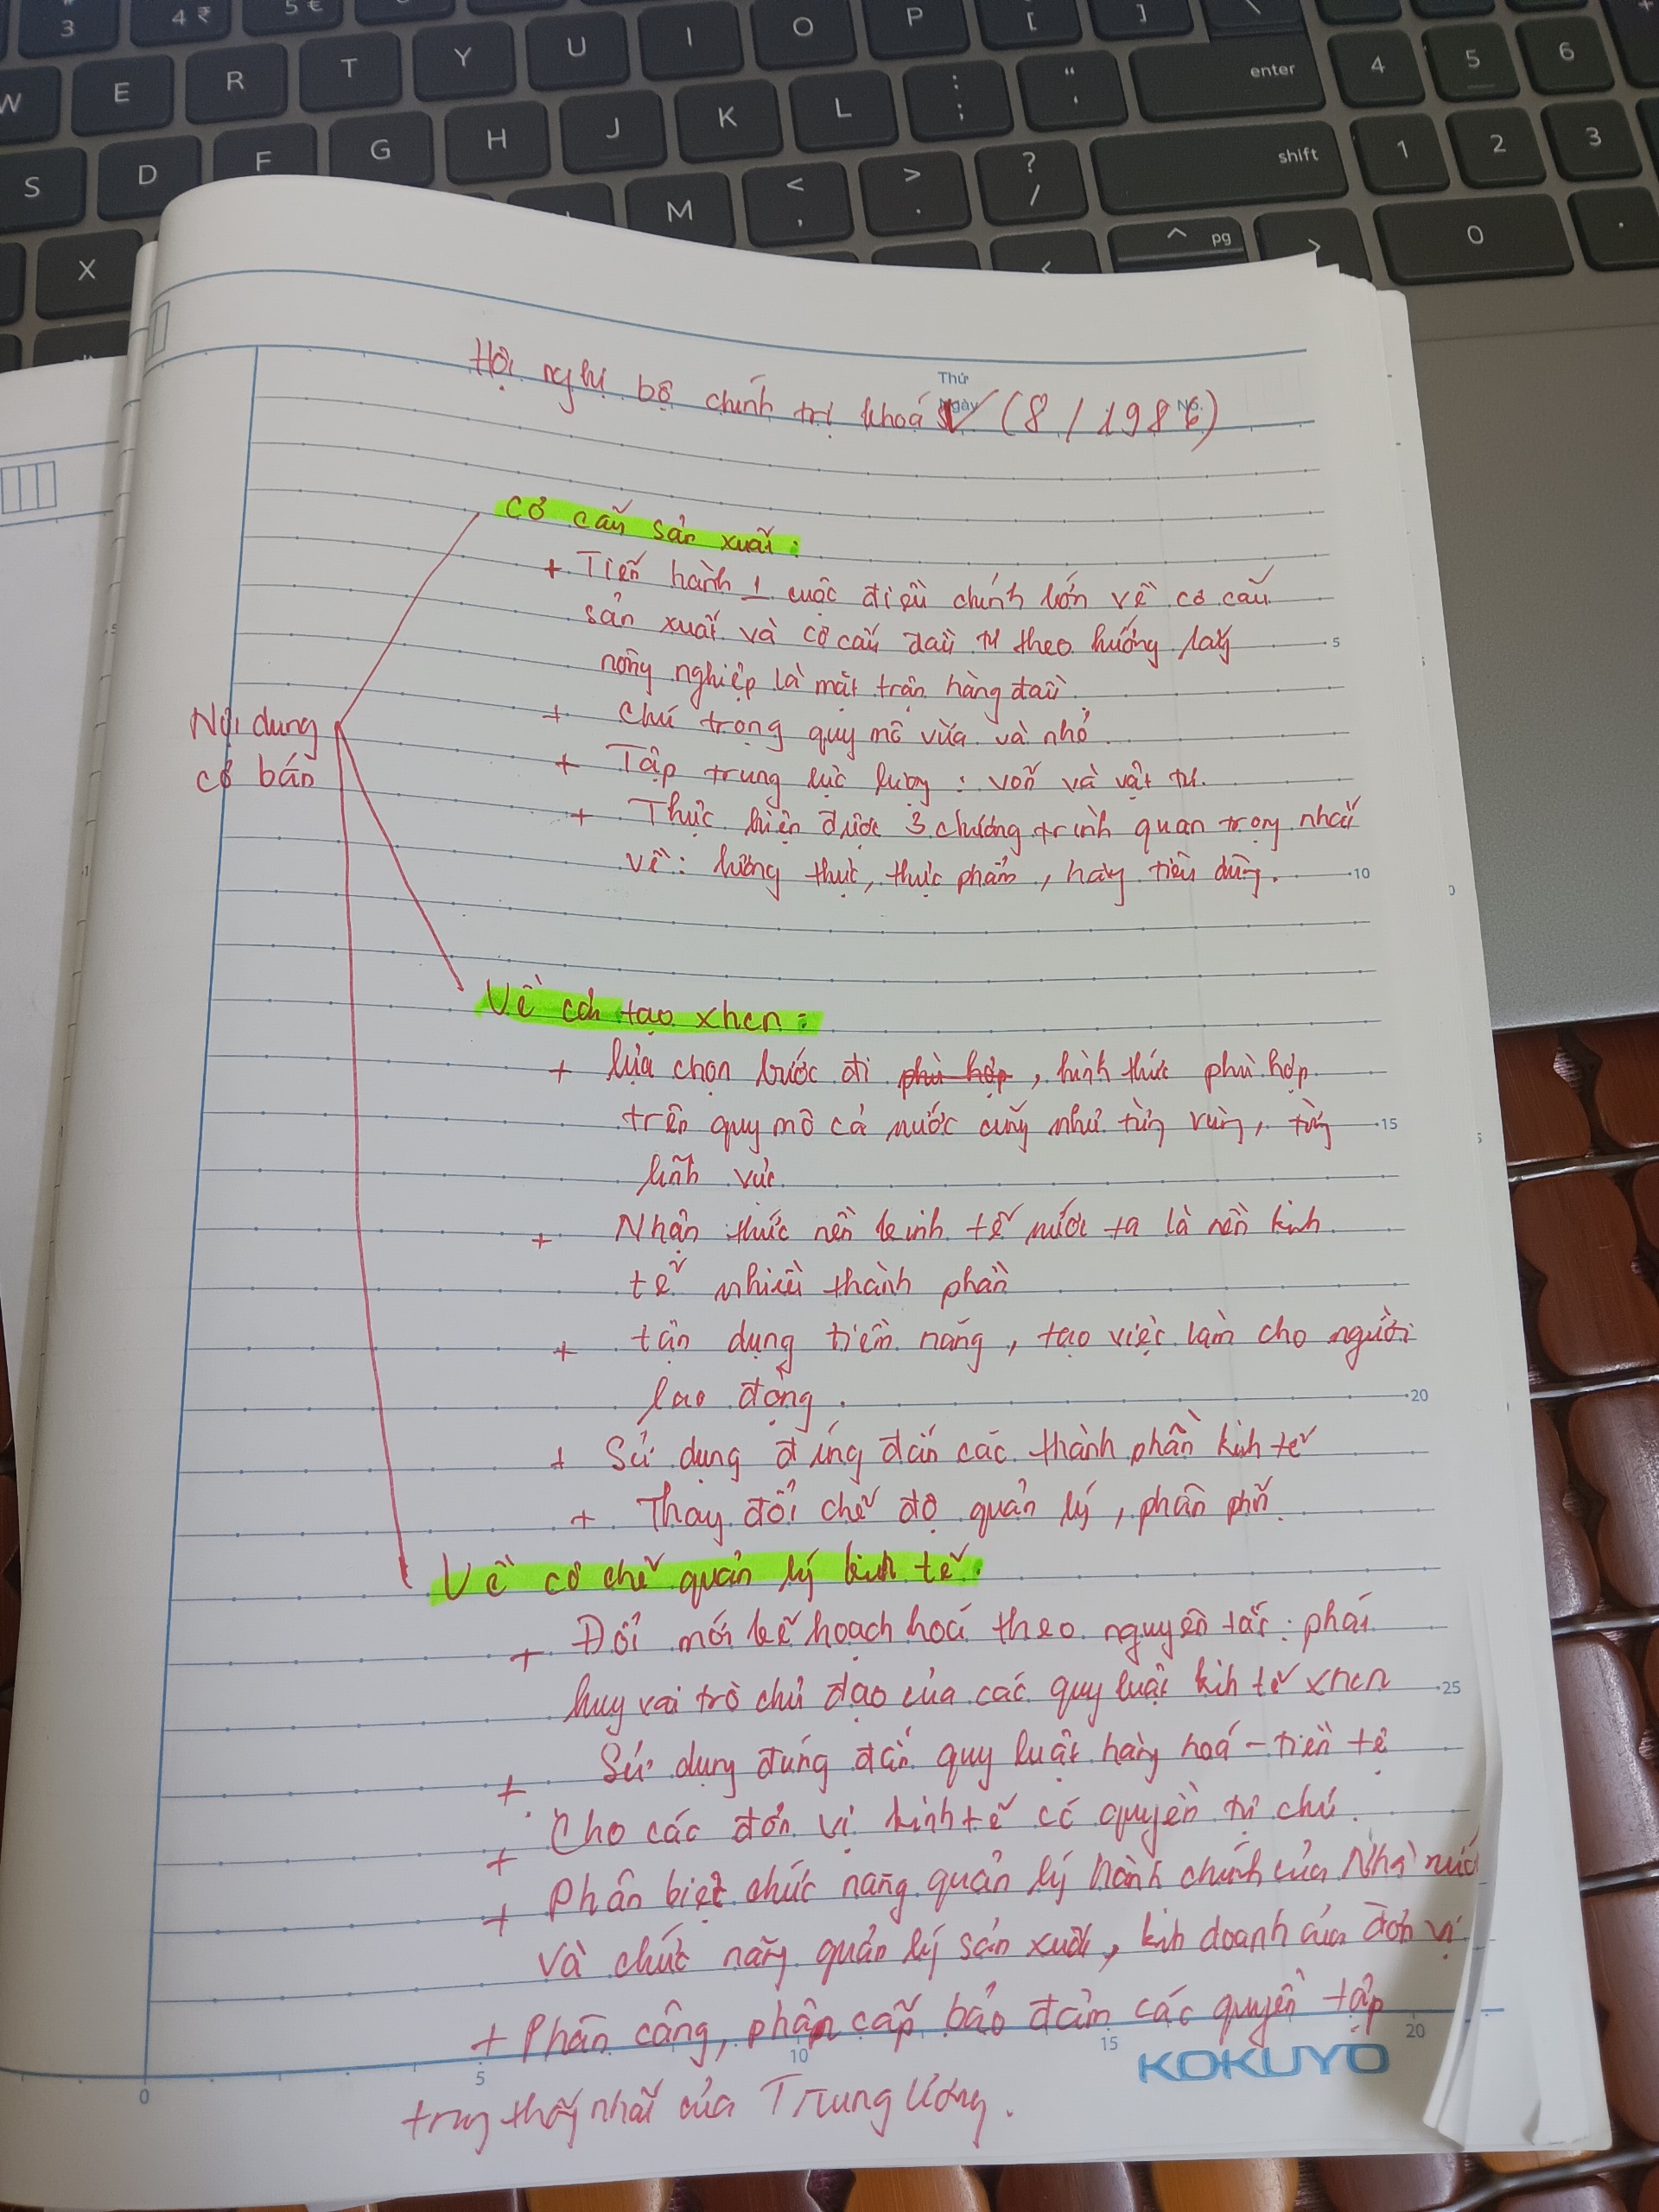 3
4 ₹
5 €
W
E
R
T
Y
U
I
O
P
[
]
\
enter
4
5
6
S
D
F
G
H
J
K
L
: ;
" '
shift
1
2
3
X
M
< ,
> .
? /
^ pg
>
0
.
Thứ
Ngày
No.
Hội nghị bộ chính trị khoá V (8 / 1986)
Cơ cấu sản xuất:
+ Tiến hành 1 cuộc điều chỉnh lớn về cơ cấu
sản xuất và cơ cấu đầu tư theo hướng lấy
5
nông nghiệp là mặt trận hàng đầu.
Nội dung
cơ bản
+ Chú trọng quy mô vừa và nhỏ.
+ Tập trung lực lượng: vốn và vật tư.
+ Thực hiện được 3 chương trình quan trọng nhất
về: lương thực, thực phẩm, hàng tiêu dùng.
10
Về cải tạo xhcn:
+ lựa chọn bước đi phù hợp, hình thức phù hợp
trên quy mô cả nước cũng như từng vùng, từng
15
lĩnh vực.
+ Nhận thức nền kinh tế nước ta là nền kinh
tế nhiều thành phần
+ tận dụng tiềm năng, tạo việc làm cho người
lao động.
20
+ Sử dụng đúng đắn các thành phần kinh tế
+ Thay đổi chế độ quản lý, phân phối.
Về cơ chế quản lý kinh tế:
+ Đổi mới kế hoạch hoá theo nguyên tắc: phát
huy vai trò chủ đạo của các quy luật kinh tế xhcn
25
+ Sử dụng đúng đắn quy luật hàng hoá - tiền tệ
+ Cho các đơn vị kinh tế có quyền tự chủ.
+ Phân biệt chức năng quản lý hành chính của Nhà nước
và chức năng quản lý sản xuất, kinh doanh của đơn vị
+ Phân công, phân cấp bảo đảm các quyền tập
0
5
10
15
20
KOKUYO
trung thống nhất của Trung Ương.